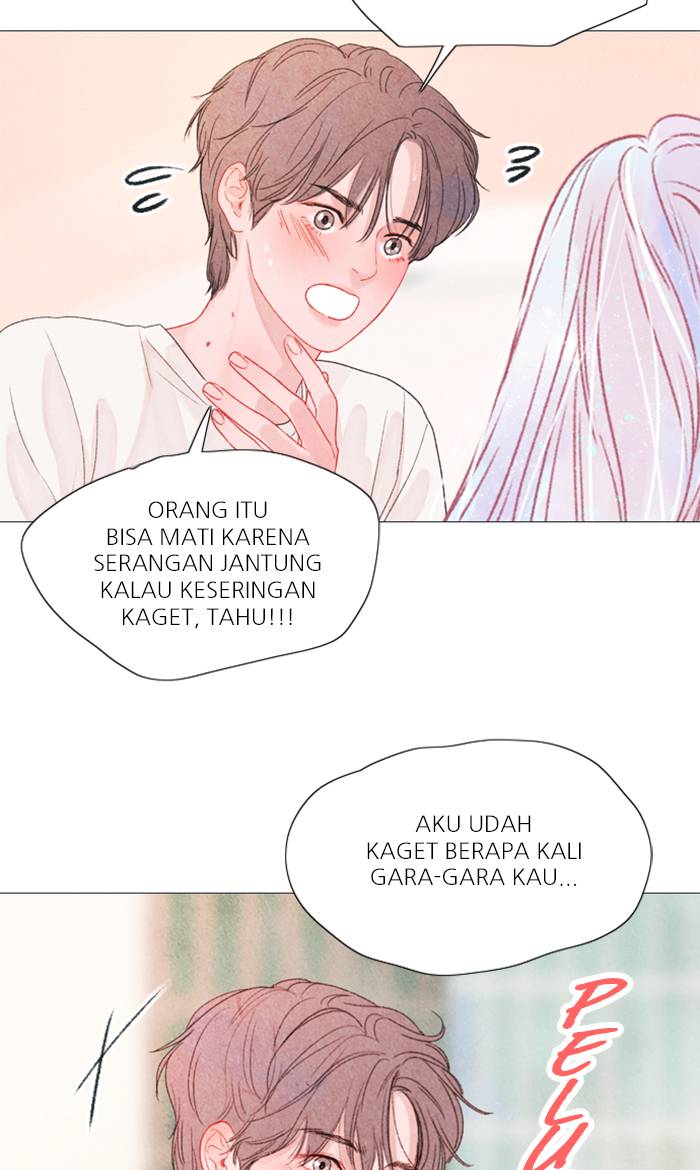 ORANG ITU
BISA MATI KARENA
SERANGAN JANTUNG
KALAU KESERINGAN
KAGET, TAHU!!!
AKU UDAH
KAGET BERAPA KALI
GARA-GARA KAU...
PELU